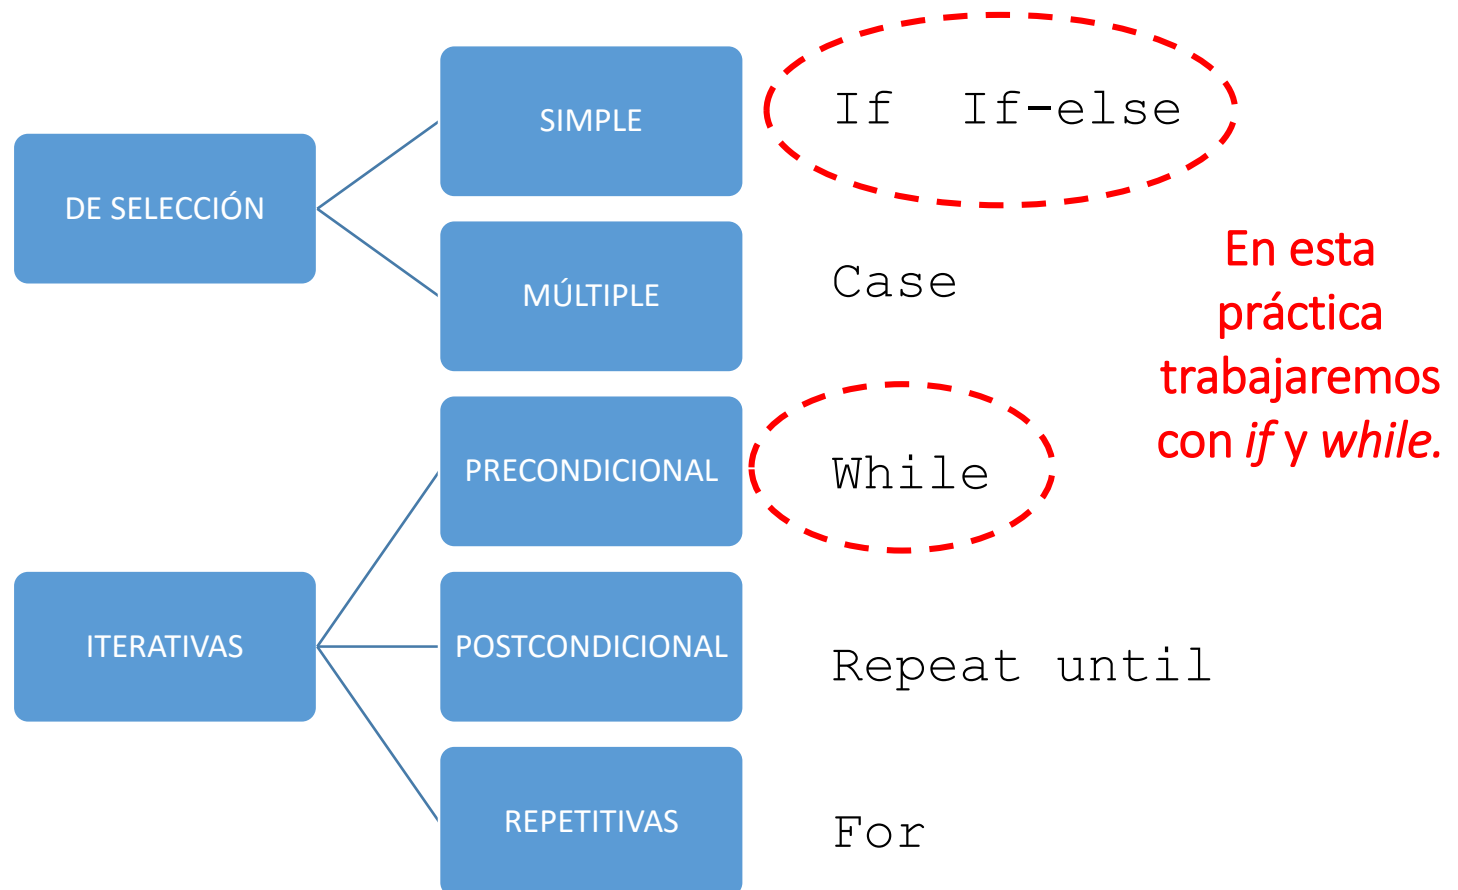 SIMPLE
If If-else
DE SELECCIÓN
MÚLTIPLE
Case
En esta
práctica
trabajaremos
con if y while.
PRECONDICIONAL
While
ITERATIVAS
POSTCONDICIONAL
Repeat until
REPETITIVAS
For